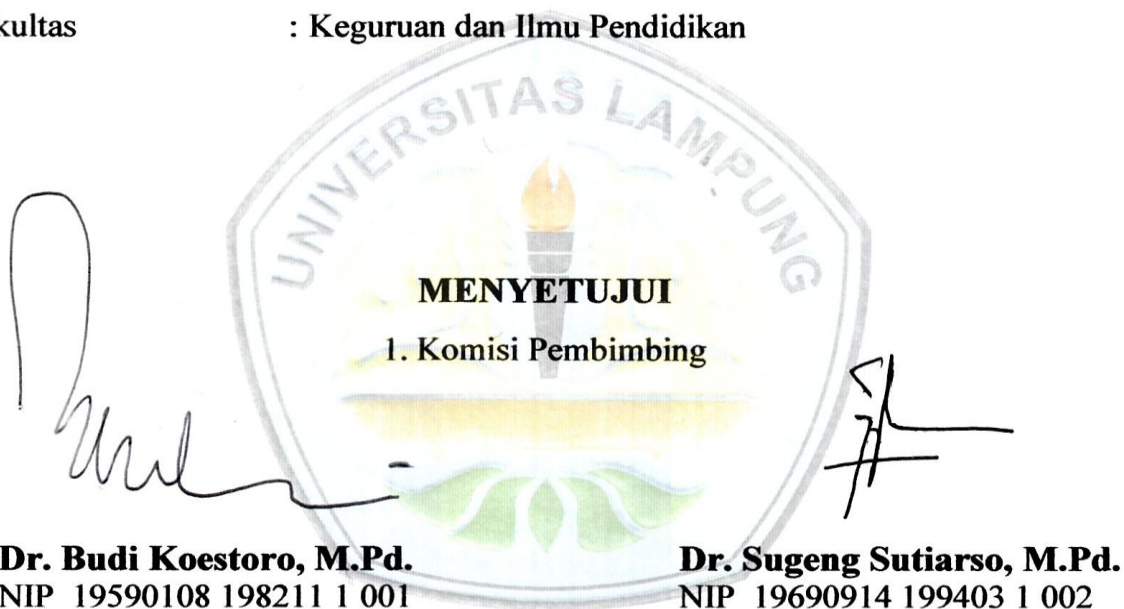 kultas : Keguruan dan Ilmu Pendidikan
UNIVERSITAS LAMPUNG
MENYETUJUI
1. Komisi Pembimbing
Dr. Budi Koestoro, M.Pd. Dr. Sugeng Sutiarso, M.Pd.
NIP 19590108 198211 1 001 NIP 19690914 199403 1 002